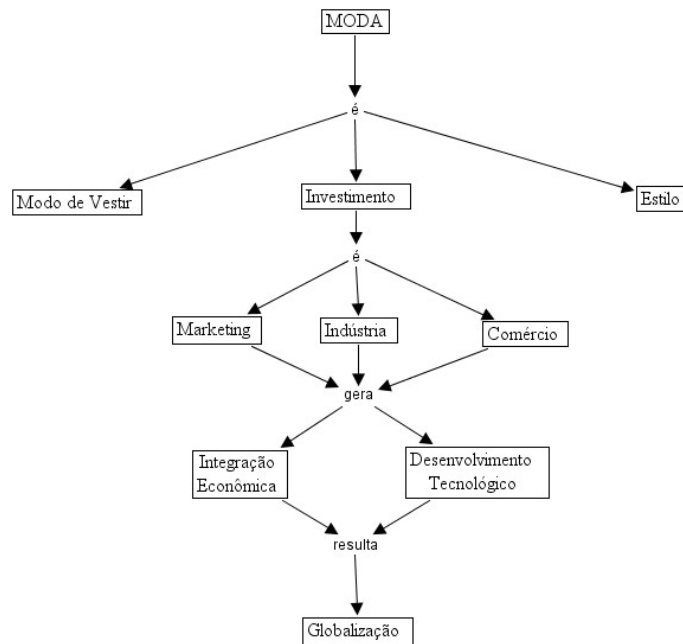 MODA
é
Modo de Vestir
Investimento
Estilo
é
Marketing
Indústria
Comércio
gera
Integração
Econômica
Desenvolvimento
Tecnológico
resulta
Globalização